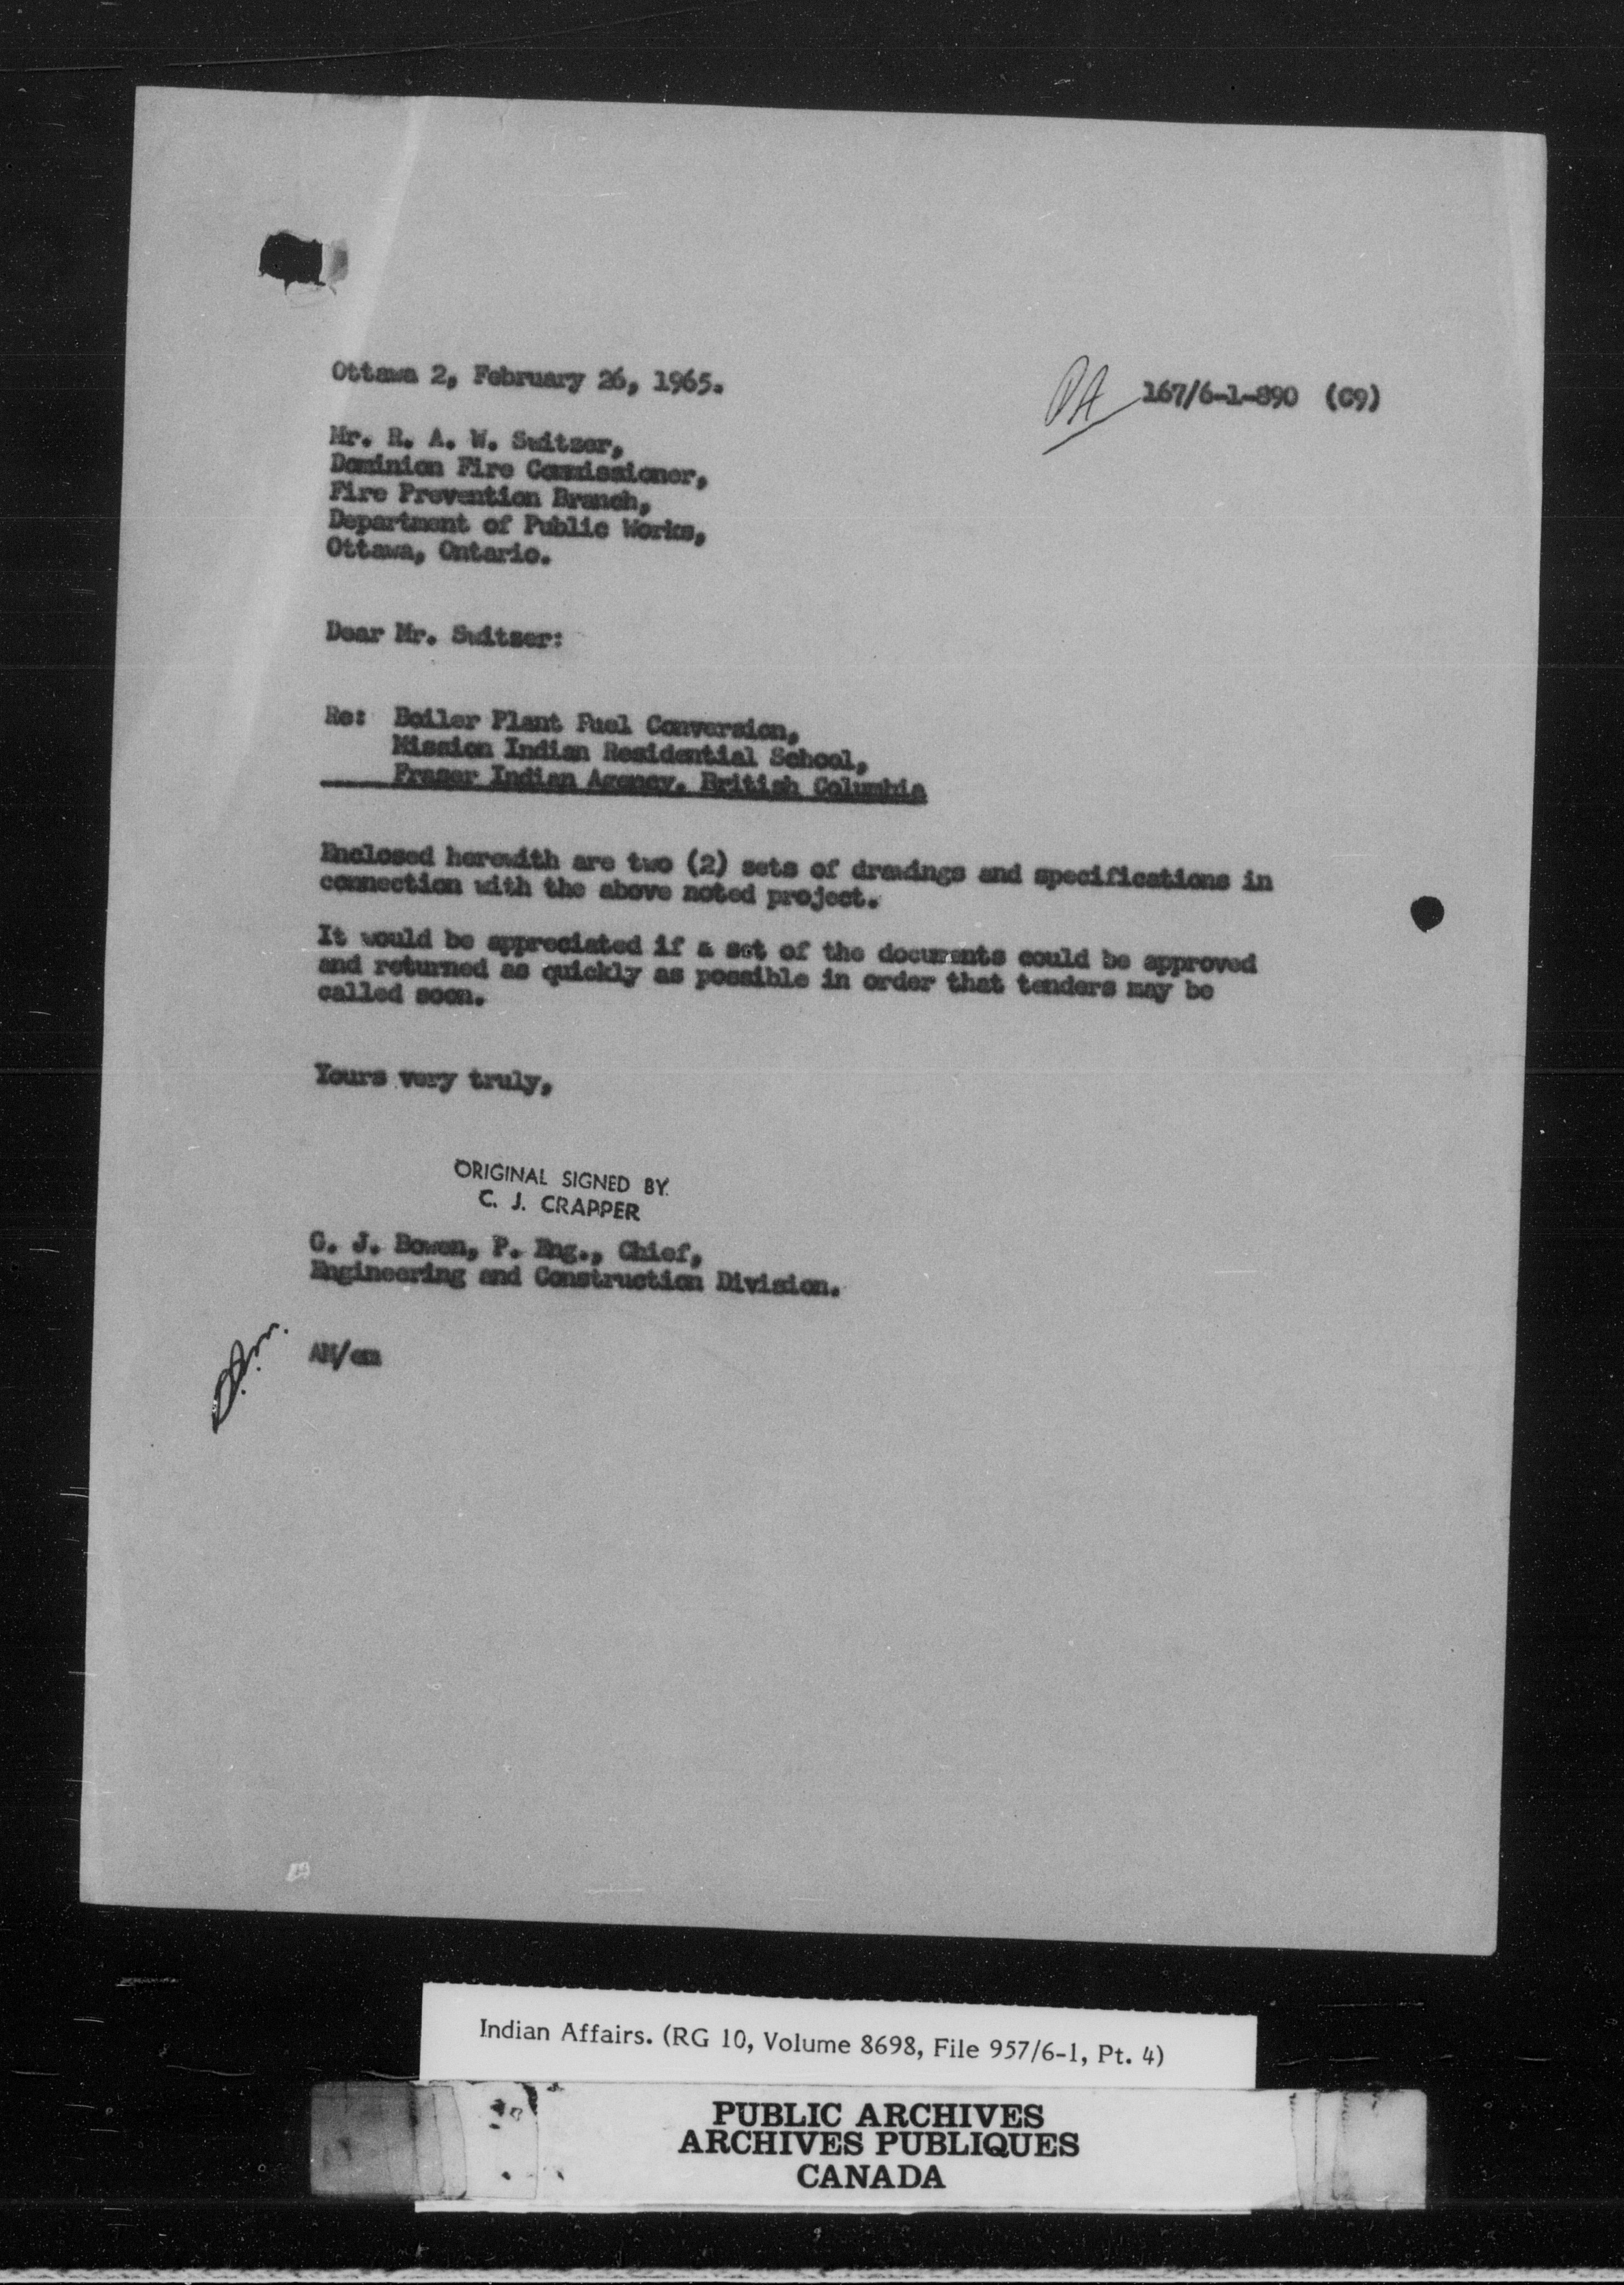 Ottawa 2, February 26, 1965.
PA 167/6-1-890 (C9)
Mr. R. A. W. Switzer,
Dominion Fire Commissioner,
Fire Prevention Branch,
Department of Public Works,
Ottawa, Ontario.
Dear Mr. Switzer:
Re: Boiler Plant Fuel Conversion,
Mission Indian Residential School,
Fraser Indian Agency, British Columbia
Enclosed herewith are two (2) sets of drawings and specifications in
connection with the above noted project.
It would be appreciated if a set of the documents could be approved
and returned as quickly as possible in order that tenders may be
called soon.
Yours very truly,
ORIGINAL SIGNED BY
C. J. CRAPPER
G. J. Bowen, P. Eng., Chief,
Engineering and Construction Division.
AM/em
Indian Affairs. (RG 10, Volume 8698, File 957/6-1, Pt. 4)
PUBLIC ARCHIVES
ARCHIVES PUBLIQUES
CANADA